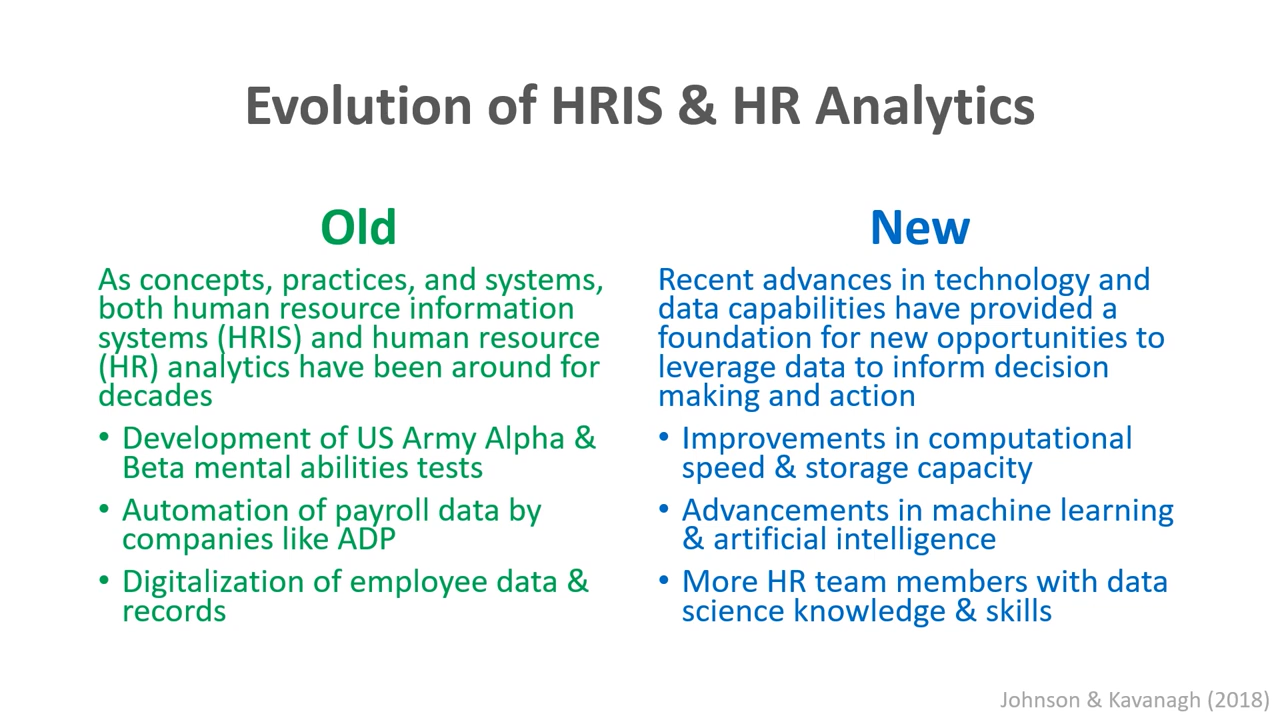 Evolution of HRIS & HR Analytics
Old
As concepts, practices, and systems,
both human resource information
systems (HRIS) and human resource
(HR) analytics have been around for
decades
• Development of US Army Alpha &
Beta mental abilities tests
• Automation of payroll data by
companies like ADP
• Digitalization of employee data &
records
New
Recent advances in technology and
data capabilities have provided a
foundation for new opportunities to
leverage data to inform decision
making and action
• Improvements in computational
speed & storage capacity
• Advancements in machine learning
& artificial intelligence
• More HR team members with data
science knowledge & skills
Johnson & Kavanagh (2018)